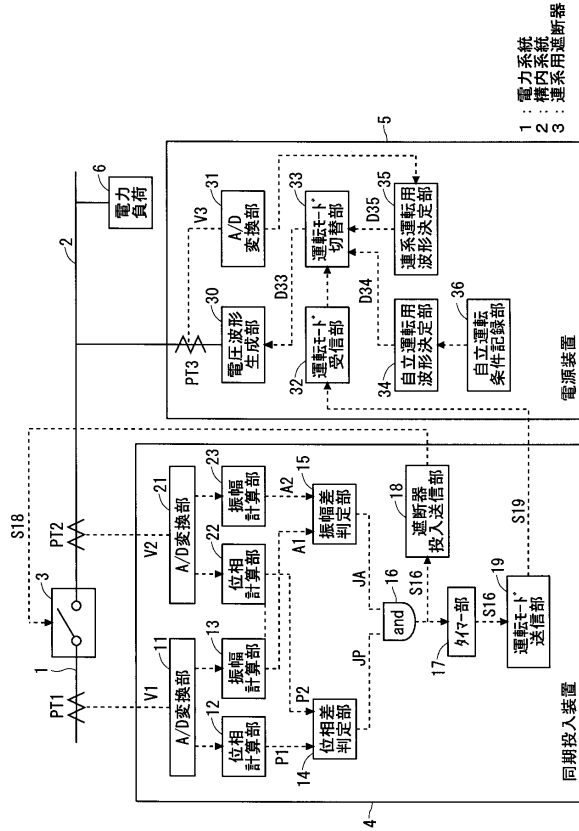 S18
PT1
1
3
PT2
2
電力
負荷
6
V1
V2
PT3
V3
A/D変換部
11
A/D変換部
21
位相
計算部
12
振幅
計算部
13
位相
計算部
22
振幅
計算部
23
P1
P2
A1
A2
位相差
判定部
14
振幅差
判定部
15
JP
JA
and
16
S16
遮断器
投入送信部
18
タイマー部
17
S16
運転モード
送信部
19
S19
同期投入装置
4
電圧波形
生成部
30
A/D
変換部
31
D33
運転モード
受信部
32
運転モード
切替部
33
D34
D35
自立運転用
波形決定部
34
連系運転用
波形決定部
35
自立運転
条件記録部
36
電源装置
5
1:電力系統
2:構内系統
3:連系用遮断器